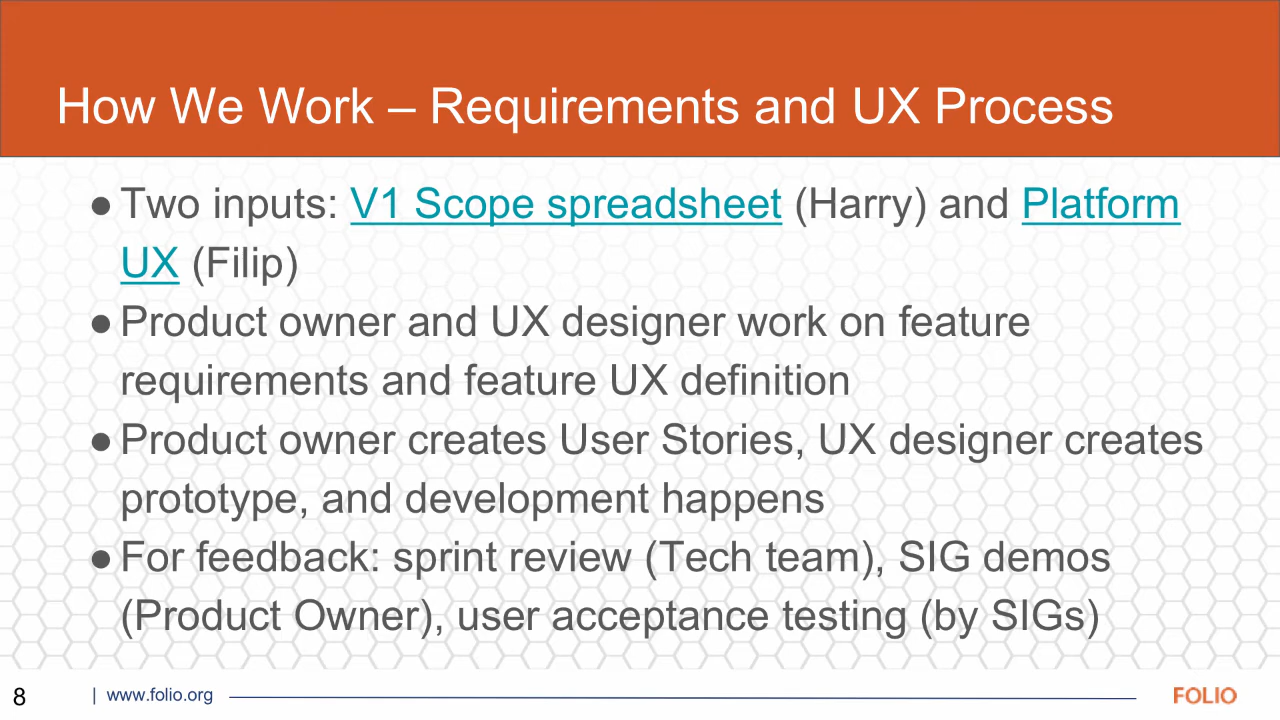 How We Work – Requirements and UX Process
●Two inputs: V1 Scope spreadsheet (Harry) and Platform
UX (Filip)
●Product owner and UX designer work on feature
requirements and feature UX definition
●Product owner creates User Stories, UX designer creates
prototype, and development happens
●For feedback: sprint review (Tech team), SIG demos
(Product Owner), user acceptance testing (by SIGs)
8 | www.folio.org FOLIO